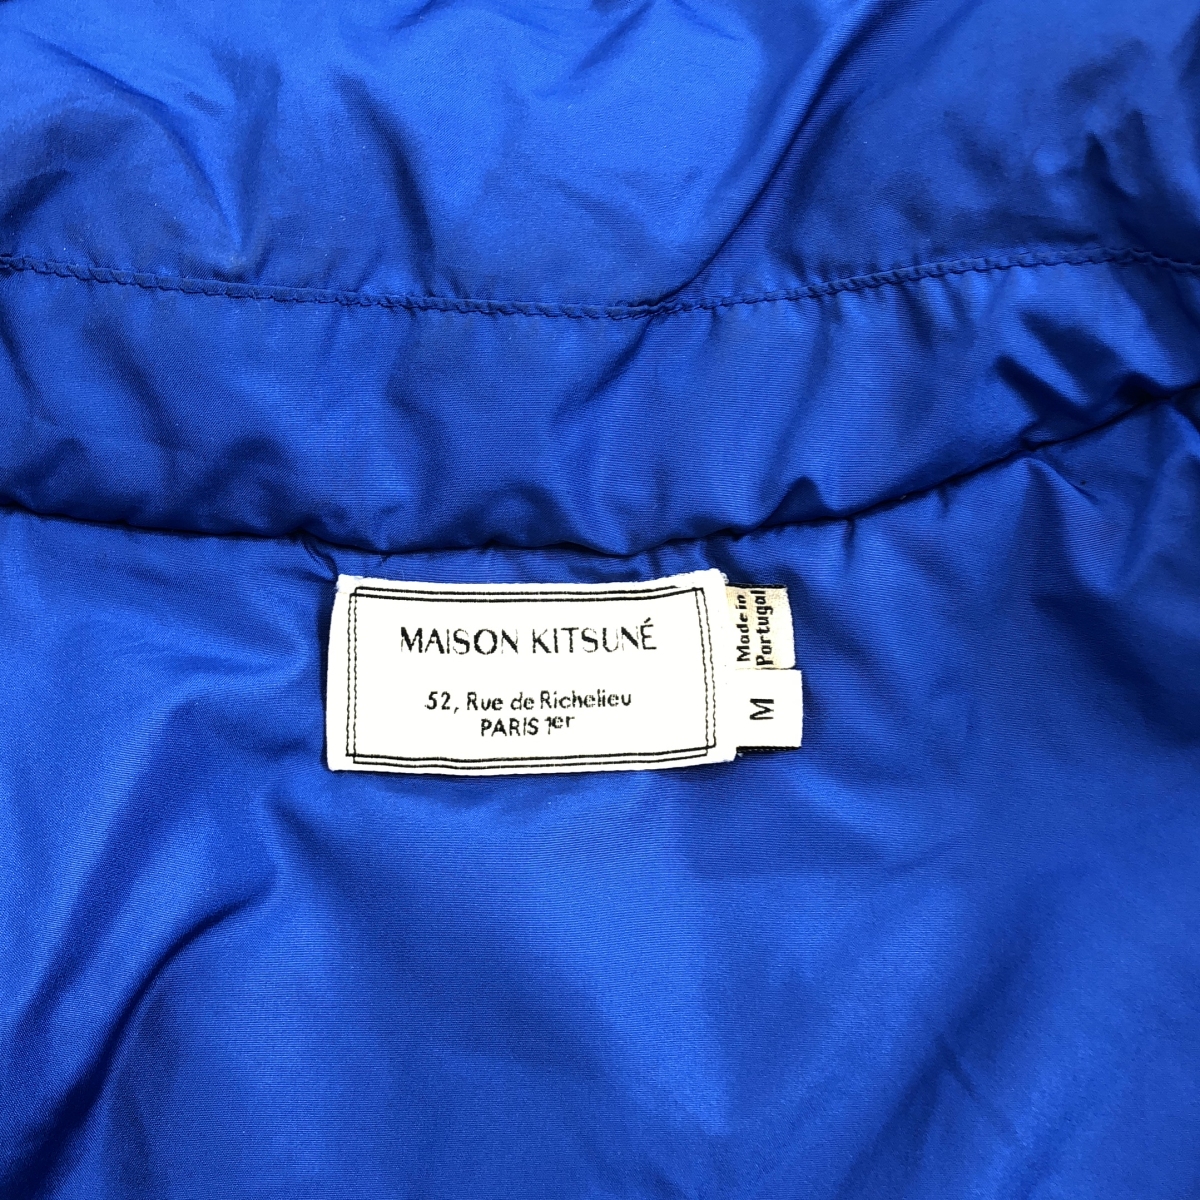 MAISON KITSUNÉ
52, Rue de Richelieu
PARIS 1er
Made in
Portugal
M